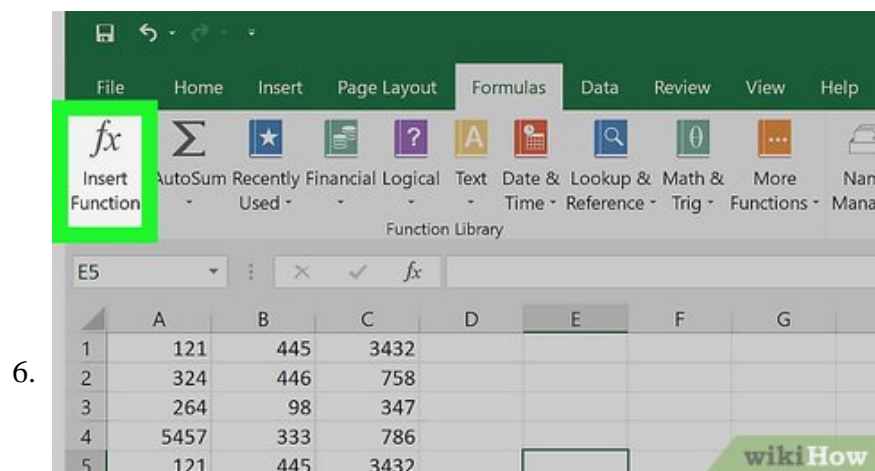 File Home Insert Page Layout Formulas Data Review View Help
fx Σ ? A θ
Insert Function AutoSum Recently Used Financial Logical Text Date & Time Lookup & Reference Math & Trig More Functions Nam Mana
Function Library
E5 fx
A B C D E F G
1 121 445 3432
6.
2 324 446 758
3 264 98 347
4 5457 333 786
5 121 445 3432
wikiHow